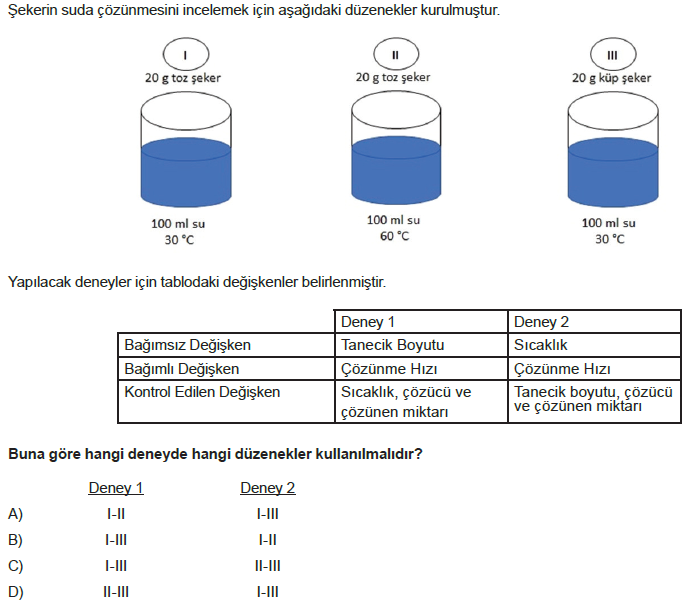 Şekerin suda çözünmesini incelemek için aşağıdaki düzenekler kurulmuştur.
I II III
20 g toz şeker 20 g toz şeker 20 g küp şeker
100 ml su 100 ml su 100 ml su
30 °C 60 °C 30 °C
Yapılacak deneyler için tablodaki değişkenler belirlenmiştir.
Deney 1 Deney 2
Bağımsız Değişken Tanecik Boyutu Sıcaklık
Bağımlı Değişken Çözünme Hızı Çözünme Hızı
Kontrol Edilen Değişken Sıcaklık, çözücü ve Tanecik boyutu, çözücü
çözünen miktarı ve çözünen miktarı
Buna göre hangi deneyde hangi düzenekler kullanılmalıdır?
Deney 1 Deney 2
A) I-II I-III
B) I-III I-II
C) I-III II-III
D) II-III I-III